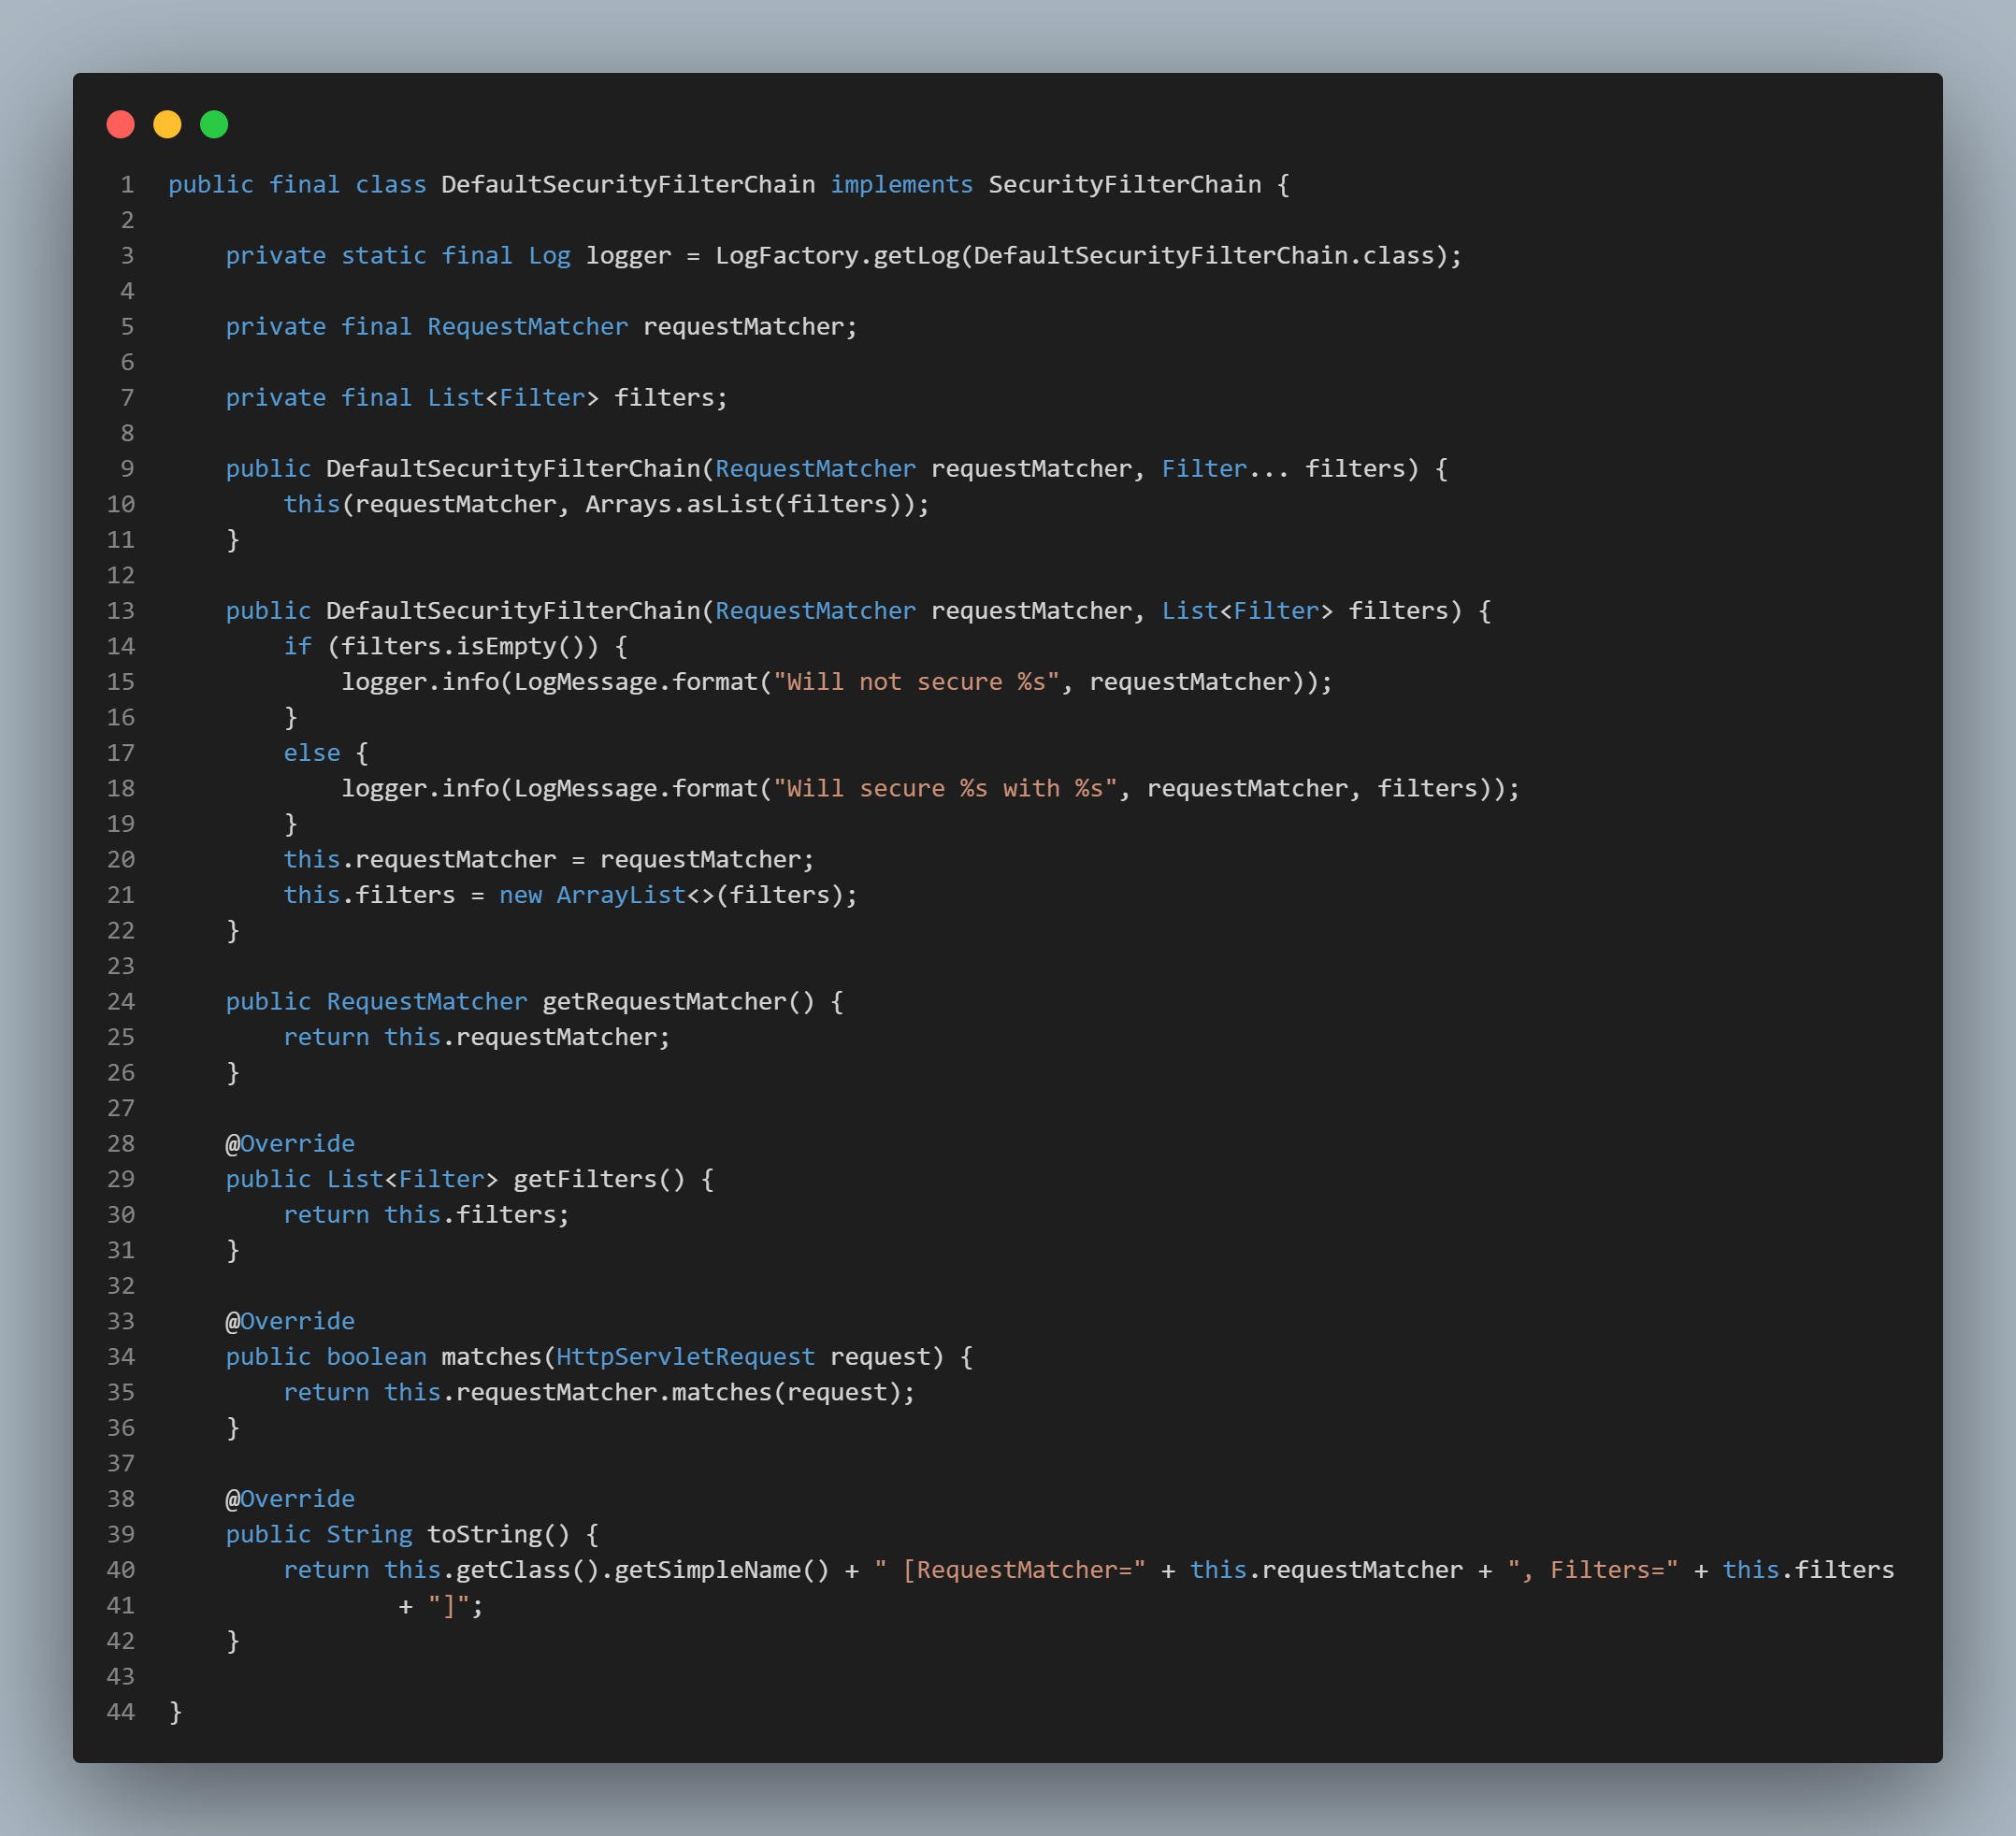 1 public final class DefaultSecurityFilterChain implements SecurityFilterChain {
2
3     private static final Log logger = LogFactory.getLog(DefaultSecurityFilterChain.class);
4
5     private final RequestMatcher requestMatcher;
6
7     private final List<Filter> filters;
8
9     public DefaultSecurityFilterChain(RequestMatcher requestMatcher, Filter... filters) {
10         this(requestMatcher, Arrays.asList(filters));
11     }
12
13     public DefaultSecurityFilterChain(RequestMatcher requestMatcher, List<Filter> filters) {
14         if (filters.isEmpty()) {
15             logger.info(LogMessage.format("Will not secure %s", requestMatcher));
16         }
17         else {
18             logger.info(LogMessage.format("Will secure %s with %s", requestMatcher, filters));
19         }
20         this.requestMatcher = requestMatcher;
21         this.filters = new ArrayList<>(filters);
22     }
23
24     public RequestMatcher getRequestMatcher() {
25         return this.requestMatcher;
26     }
27
28     @Override
29     public List<Filter> getFilters() {
30         return this.filters;
31     }
32
33     @Override
34     public boolean matches(HttpServletRequest request) {
35         return this.requestMatcher.matches(request);
36     }
37
38     @Override
39     public String toString() {
40         return this.getClass().getSimpleName() + " [RequestMatcher=" + this.requestMatcher + ", Filters=" + this.filters
41                 + "]";
42     }
43
44 }